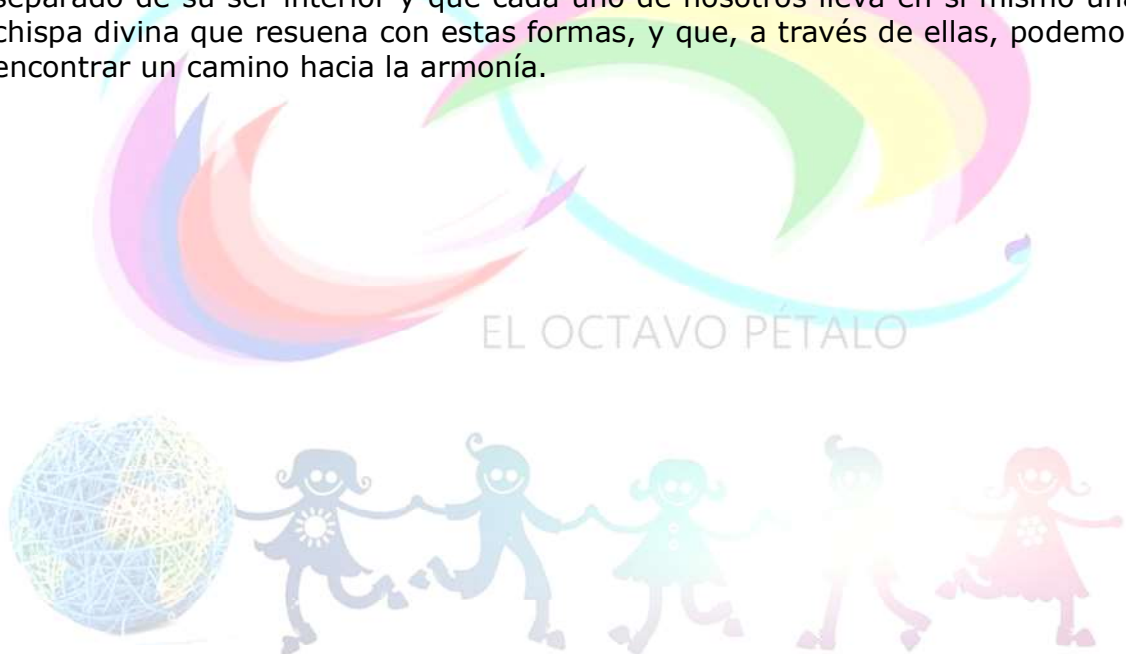 separado de su ser interior y que cada uno de nosotros lleva en sí mismo una
chispa divina que resuena con estas formas, y que, a través de ellas, podemo
encontrar un camino hacia la armonía.
EL OCTAVO PÉTALO